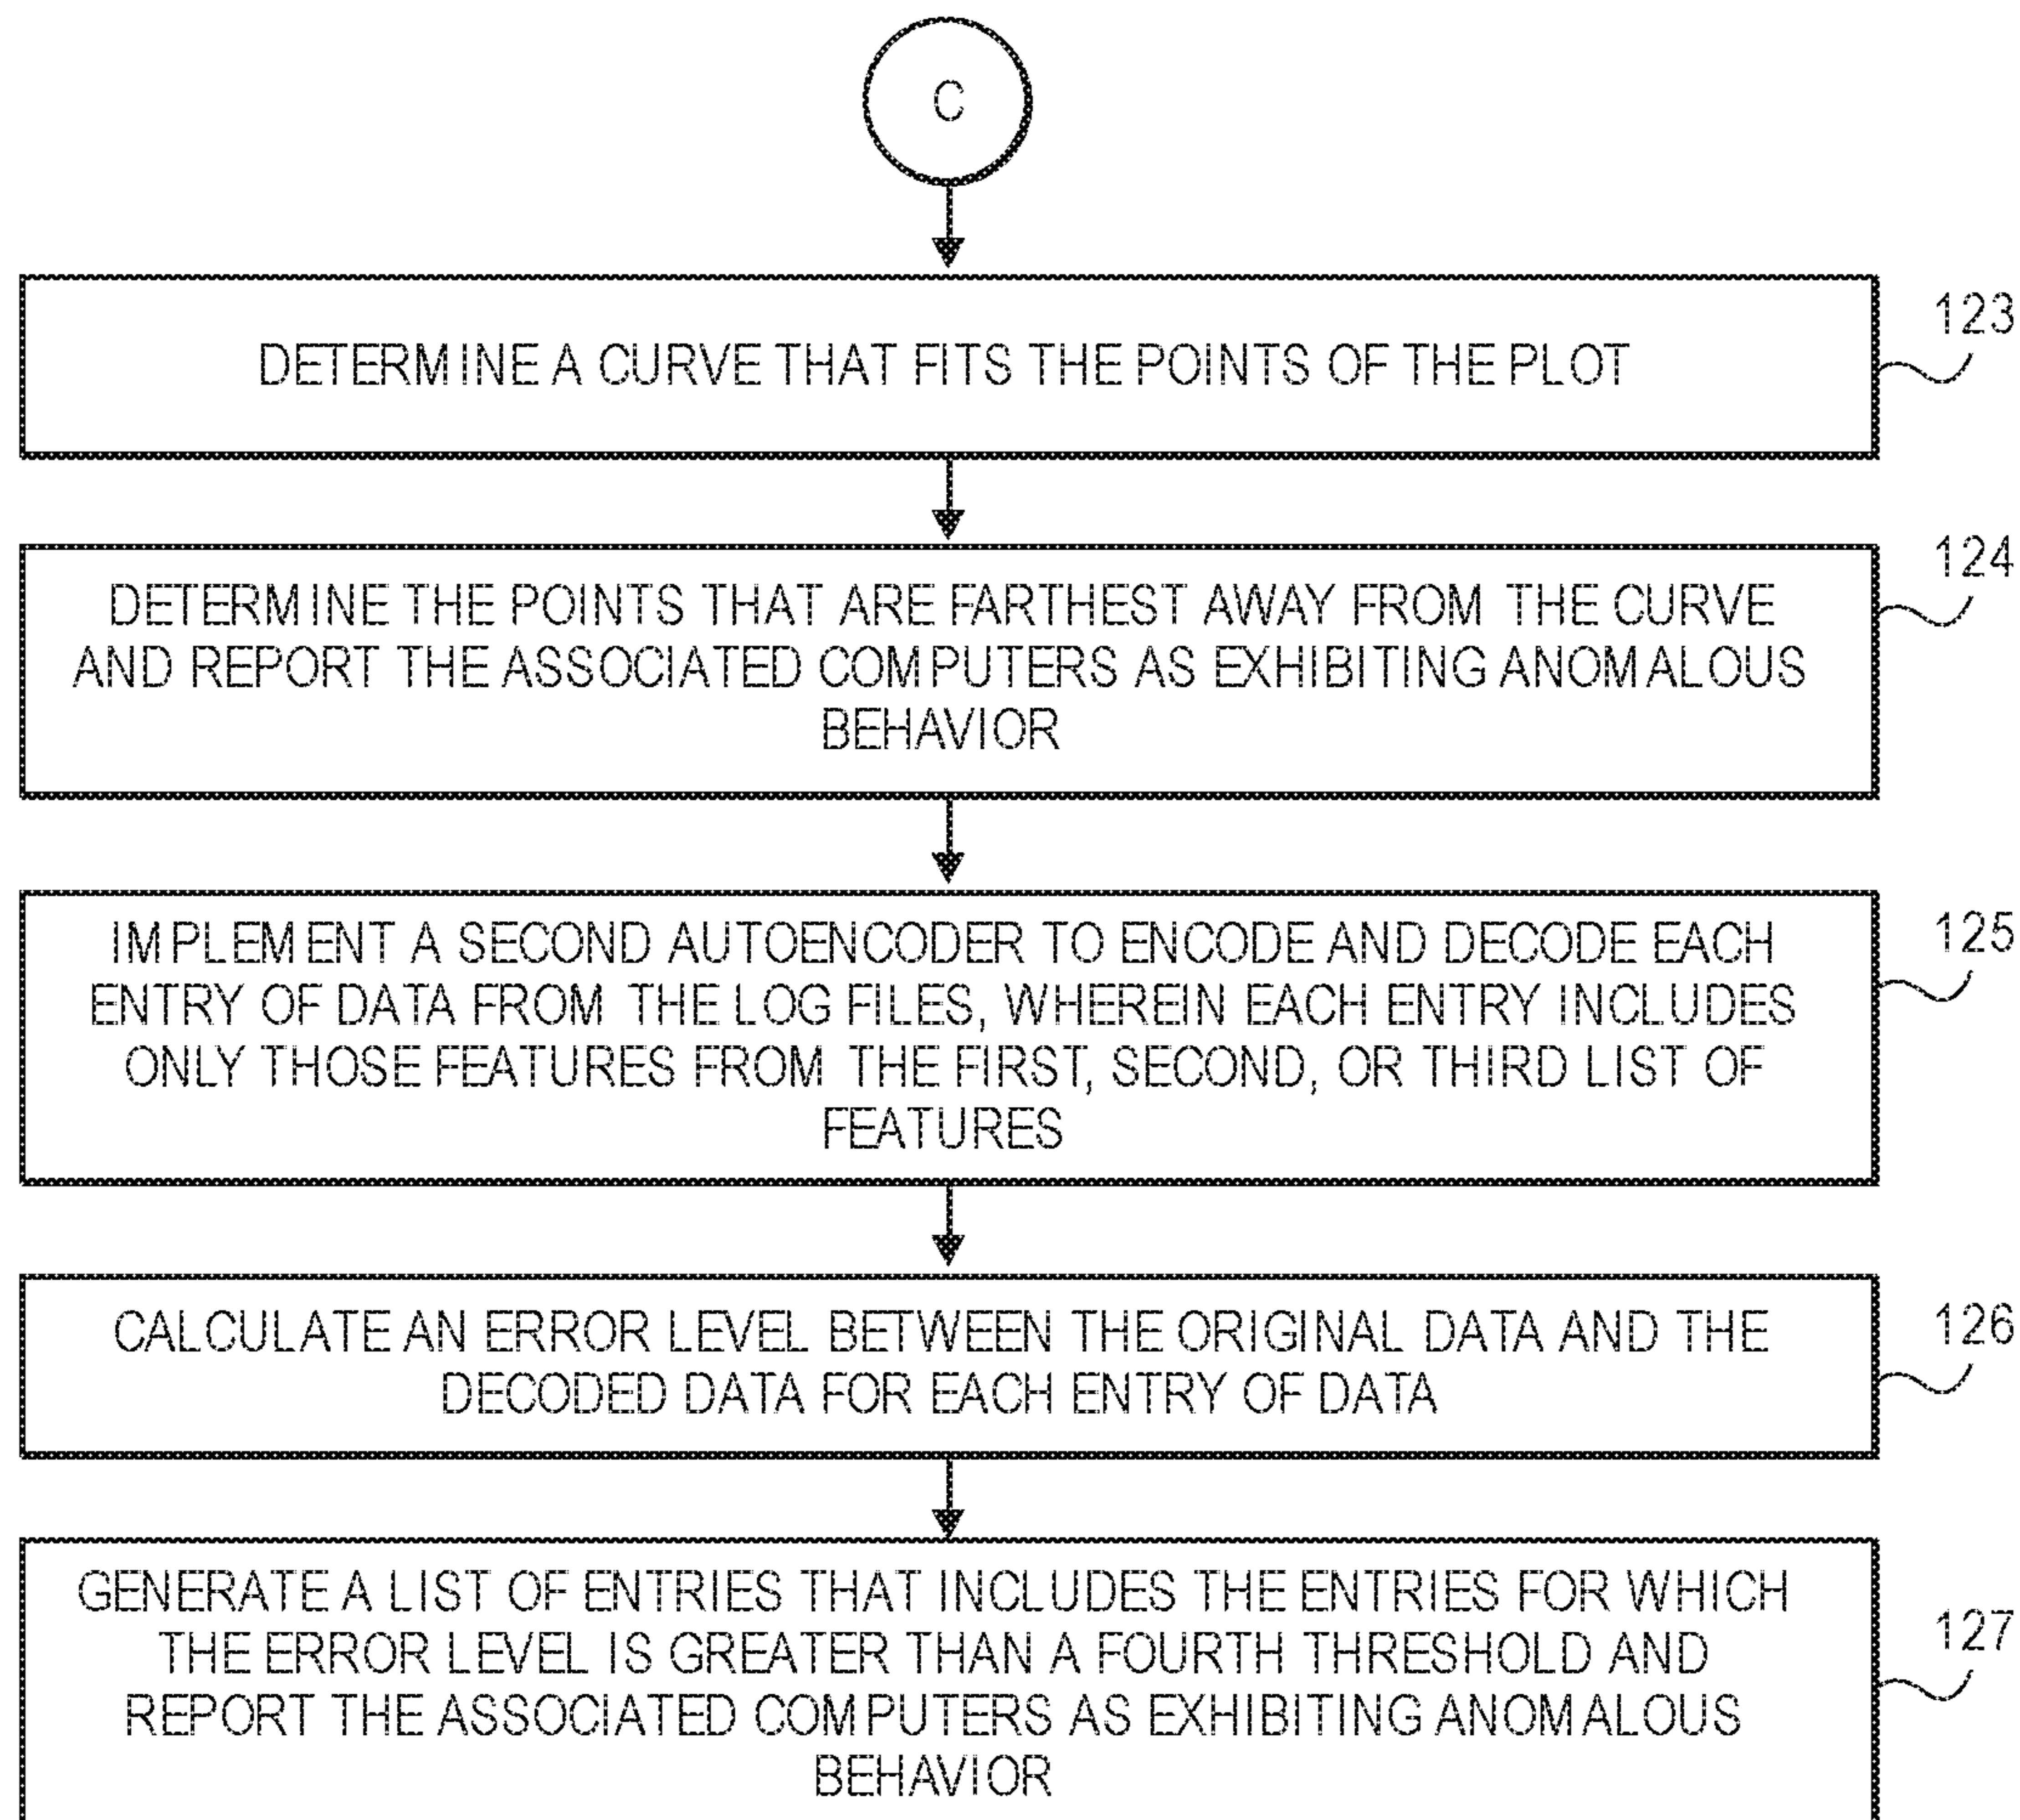 C
DETERMINE A CURVE THAT FITS THE POINTS OF THE PLOT
123
DETERMINE THE POINTS THAT ARE FARTHEST AWAY FROM THE CURVE
AND REPORT THE ASSOCIATED COMPUTERS AS EXHIBITING ANOMALOUS
BEHAVIOR
124
IMPLEMENT A SECOND AUTOENCODER TO ENCODE AND DECODE EACH
ENTRY OF DATA FROM THE LOG FILES, WHEREIN EACH ENTRY INCLUDES
ONLY THOSE FEATURES FROM THE FIRST, SECOND, OR THIRD LIST OF
FEATURES
125
CALCULATE AN ERROR LEVEL BETWEEN THE ORIGINAL DATA AND THE
DECODED DATA FOR EACH ENTRY OF DATA
126
GENERATE A LIST OF ENTRIES THAT INCLUDES THE ENTRIES FOR WHICH
THE ERROR LEVEL IS GREATER THAN A FOURTH THRESHOLD AND
REPORT THE ASSOCIATED COMPUTERS AS EXHIBITING ANOMALOUS
BEHAVIOR
127